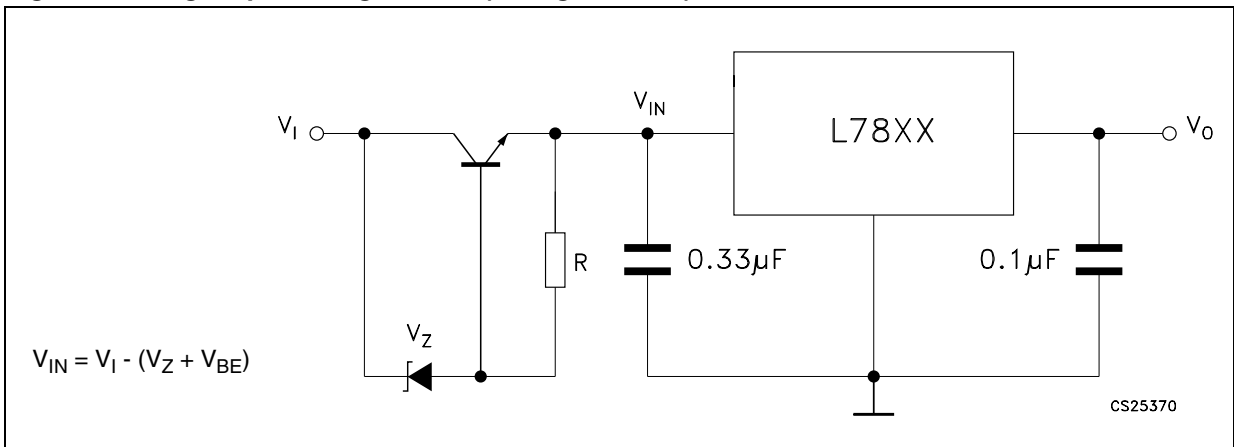 V_I
V_IN
L78XX
V_O
R
0.33µF
0.1µF
V_Z
V_IN = V_I - (V_Z + V_BE)
CS25370